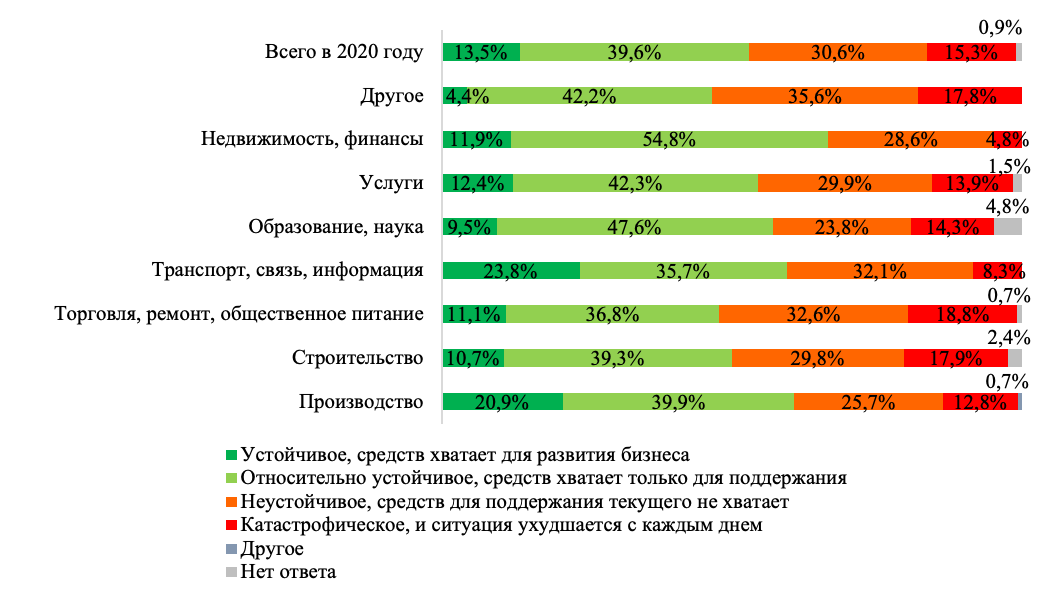 0,9%
Всего в 2020 году 13,5% 39,6% 30,6% 15,3%
Другое 4,4% 42,2% 35,6% 17,8%
Недвижимость, финансы 11,9% 54,8% 28,6% 4,8%
1,5%
Услуги 12,4% 42,3% 29,9% 13,9%
4,8%
Образование, наука 9,5% 47,6% 23,8% 14,3%
Транспорт, связь, информация 23,8% 35,7% 32,1% 8,3%
0,7%
Торговля, ремонт, общественное питание 11,1% 36,8% 32,6% 18,8%
2,4%
Строительство 10,7% 39,3% 29,8% 17,9%
0,7%
Производство 20,9% 39,9% 25,7% 12,8%
Устойчивое, средств хватает для развития бизнеса
Относительно устойчивое, средств хватает только для поддержания
Неустойчивое, средств для поддержания текущего не хватает
Катастрофическое, и ситуация ухудшается с каждым днем
Другое
Нет ответа